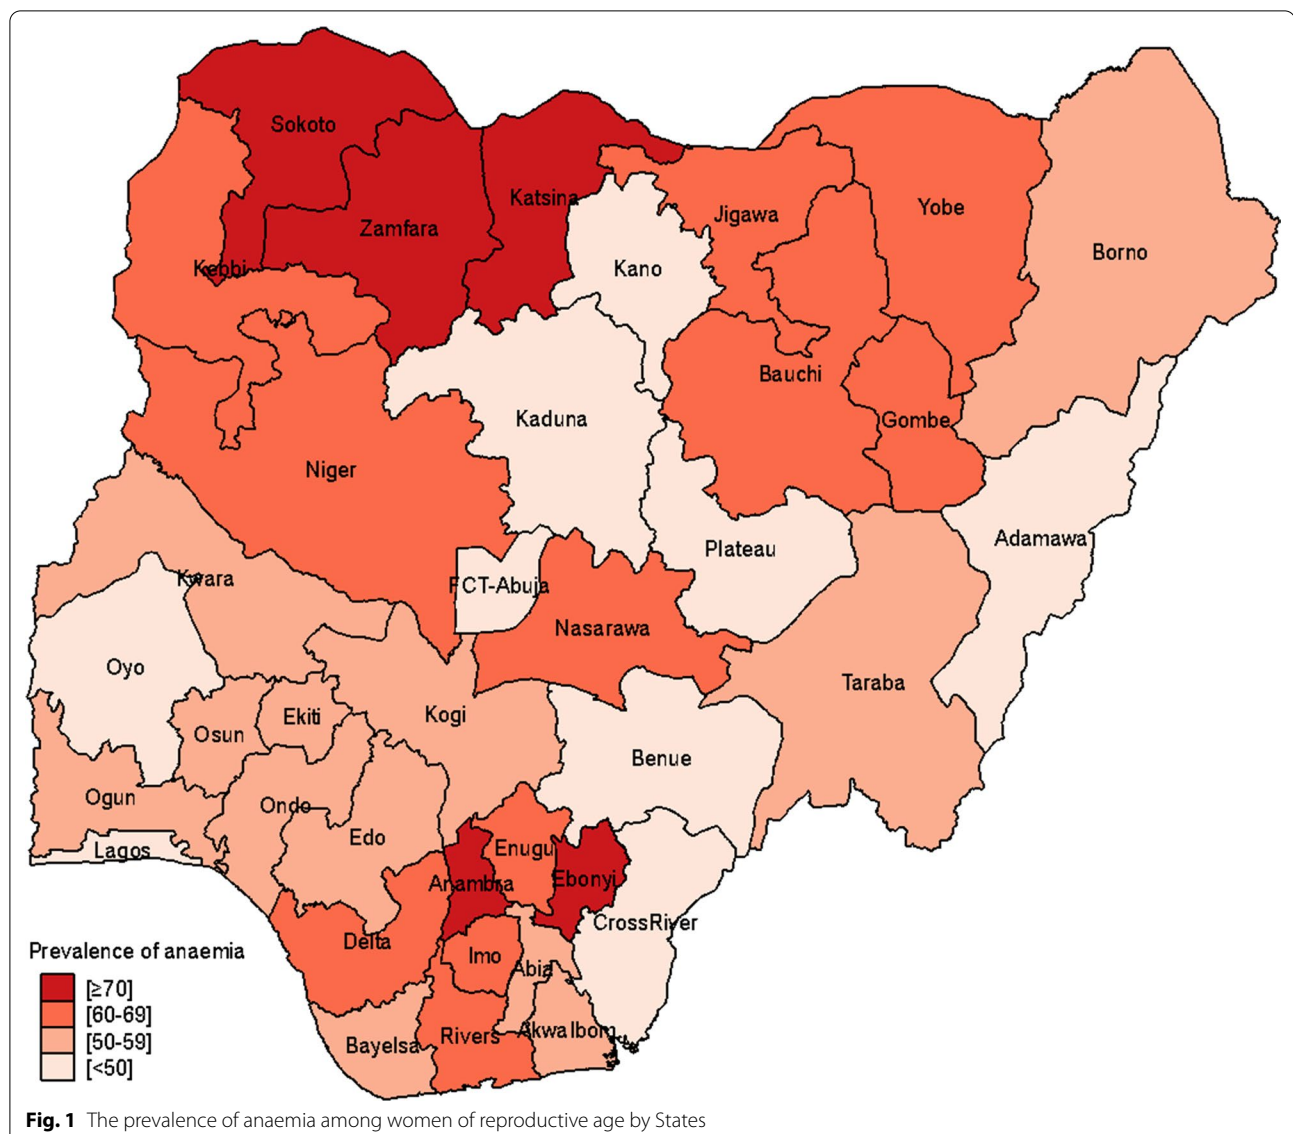 Sokoto
Katsina
Zamfara
Kebbi
Kano
Jigawa
Yobe
Borno
Bauchi
Gombe
Kaduna
Niger
Plateau
Adamawa
Kwara
FCT-Abuja
Nasarawa
Oyo
Taraba
Kogi
Ekiti
Osun
Benue
Ogun
Ondo
Edo
Lagos
Enugu
Anambra
Ebonyi
CrossRiver
Delta
Imo
Abia
Rivers
AkwaIbom
Bayelsa
Prevalence of anaemia
[≥70]
[60-69]
[50-59]
[<50]
Fig. 1 The prevalence of anaemia among women of reproductive age by States